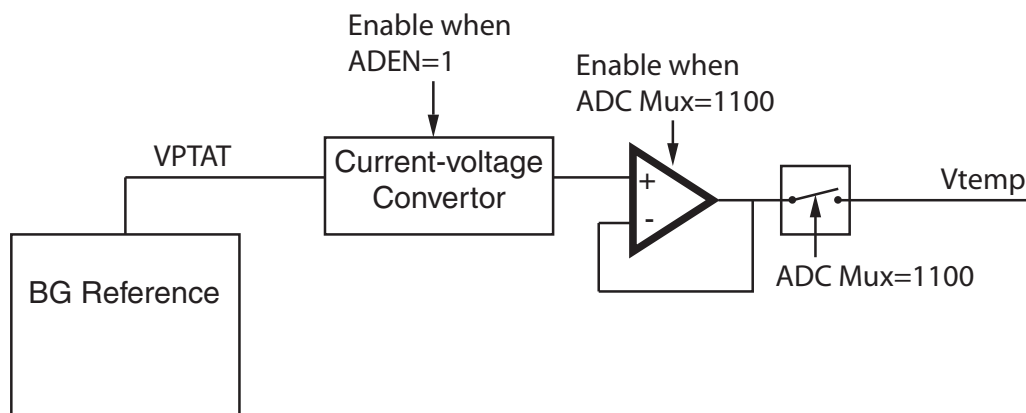 Enable when
ADEN=1
Enable when
ADC Mux=1100
VPTAT
Current-voltage
Convertor
+
-
Vtemp
ADC Mux=1100
BG Reference